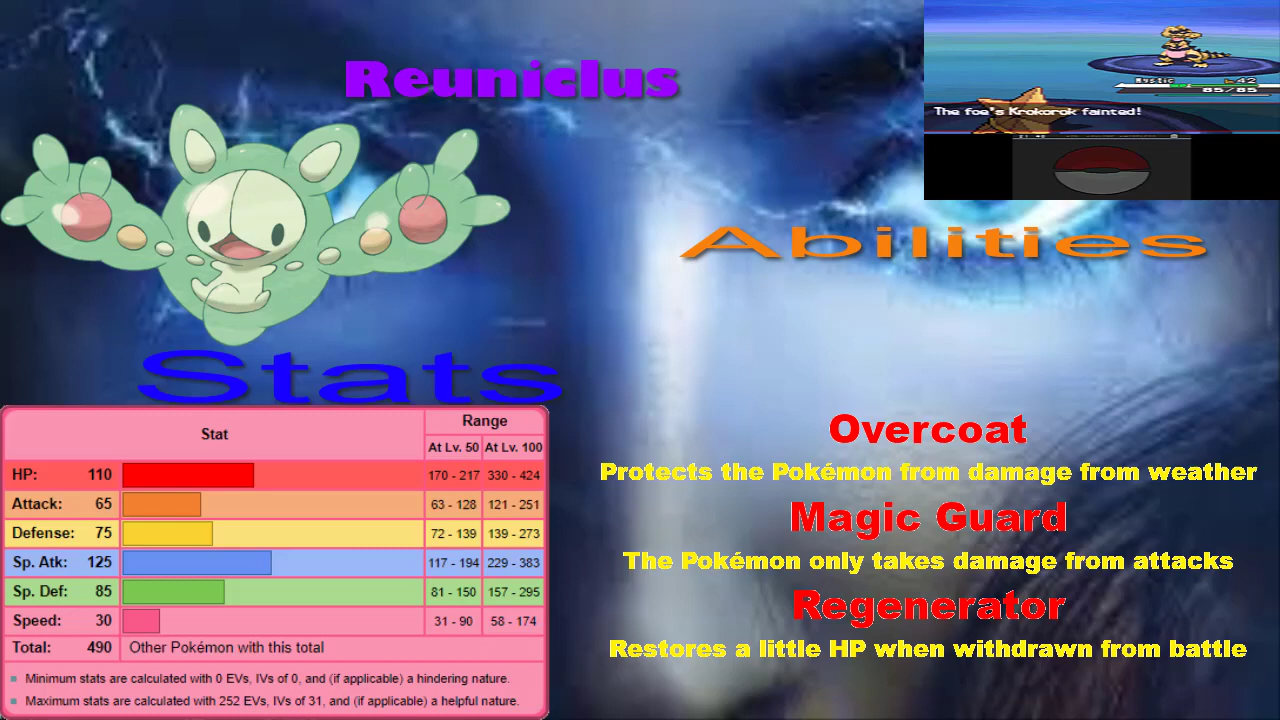 Reuniclus
Mystic 42
85/85
The foe's Krokorok fainted!
Abilities
Stats
Stat Range
At Lv. 50 At Lv. 100
HP: 110 170 - 217 330 - 424
Attack: 65 63 - 128 121 - 251
Defense: 75 72 - 139 139 - 273
Sp. Atk: 125 117 - 194 229 - 383
Sp. Def: 85 81 - 150 157 - 295
Speed: 30 31 - 90 58 - 174
Total: 490 Other Pokémon with this total
Minimum stats are calculated with 0 EVs, IVs of 0, and (if applicable) a hindering nature.
Maximum stats are calculated with 252 EVs, IVs of 31, and (if applicable) a helpful nature.
Overcoat
Protects the Pokémon from damage from weather
Magic Guard
The Pokémon only takes damage from attacks
Regenerator
Restores a little HP when withdrawn from battle